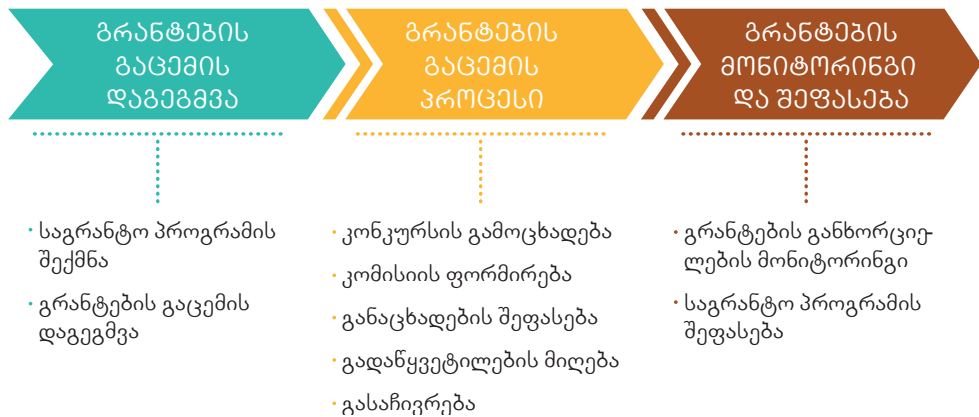 გრანტების
გაცემის
დაგეგმვა
გრანტების
გაცემის
პროცესი
გრანტების
მონიტორინგი
და შეფასება
· საგრანტო პროგრამის
შექმნა
· გრანტების გაცემის
დაგეგმვა
· კონკურსის გამოცხადება
· კომისიის ფორმირება
· განაცხადების შეფასება
· გადაწყვეტილების მიღება
· გასაჩივრება
· გრანტების განხორციე-
ლების მონიტორინგი
· საგრანტო პროგრამის
შეფასება